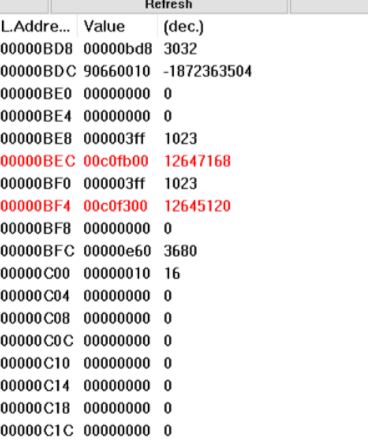 Refresh
L.Addre... Value (dec.)
00000BD8 00000bd8 3032
00000BDC 90660010 -1872363504
00000BE0 00000000 0
00000BE4 00000000 0
00000BE8 000003ff 1023
00000BEC 00c0fb00 12647168
00000BF0 000003ff 1023
00000BF4 00c0f300 12645120
00000BF8 00000000 0
00000BFC 00000e60 3680
00000C00 00000010 16
00000C04 00000000 0
00000C08 00000000 0
00000C0C 00000000 0
00000C10 00000000 0
00000C14 00000000 0
00000C18 00000000 0
00000C1C 00000000 0